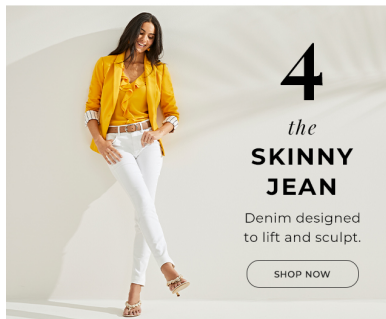 4
the
SKINNY
JEAN
Denim designed
to lift and sculpt.
SHOP NOW